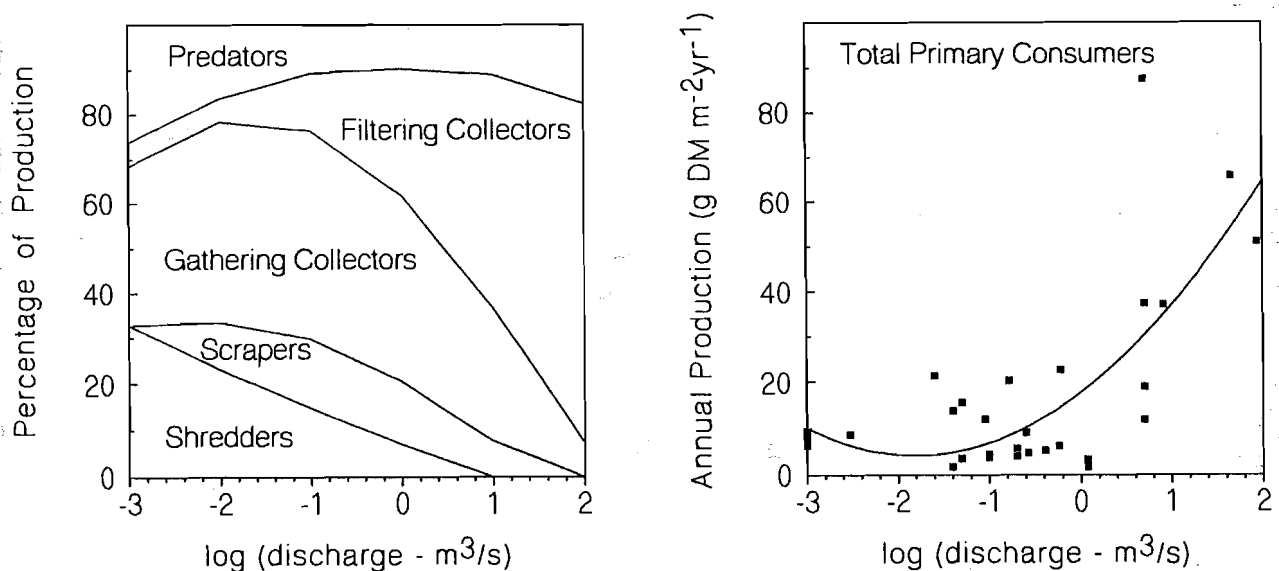 Percentage of Production
80
60
40
20
0
Predators
Filtering Collectors
Gathering Collectors
Scrapers
Shredders
-3 -2 -1 0 1 2
log (discharge - m³/s)
Annual Production (g DM m⁻²yr⁻¹)
80
60
40
20
0
Total Primary Consumers
-3 -2 -1 0 1 2
log (discharge - m³/s)